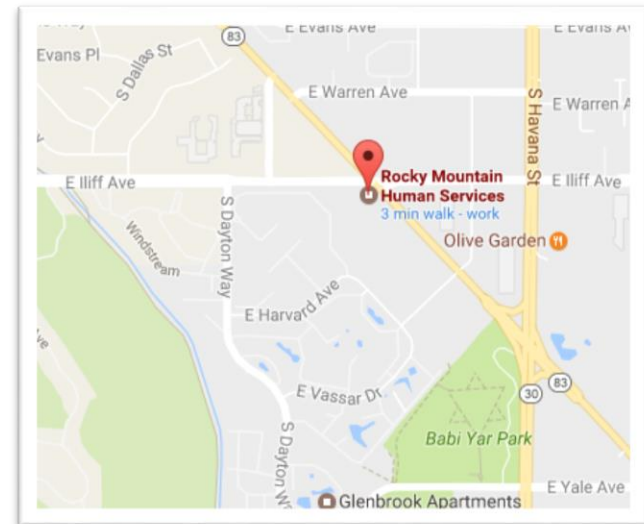 83
E Evans Ave
E Evans Av
Evans Pl
S Dallas St
E Warren Ave
E Warren A
S Havana St
E Iliff Ave
Rocky Mountain
Human Services
3 min walk - work
E Iliff Ave
S Dayton Way
Olive Garden
Windstream
E Harvard Ave
E Vassar Dr
83
30
Babi Yar Park
S Dayton W
E Yale Ave
Glenbrook Apartments